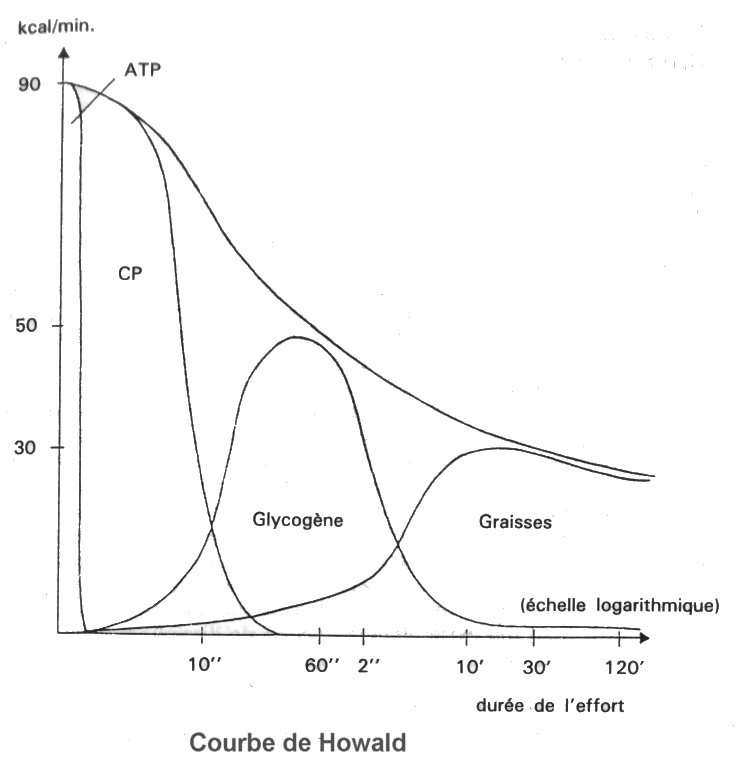 kcal/min.
ATP
90
CP
50
30
Glycogène
Graisses
(échelle logarithmique)
10′′ 60′′ 2′′ 10′ 30′ 120′
durée de l′effort
Courbe de Howald